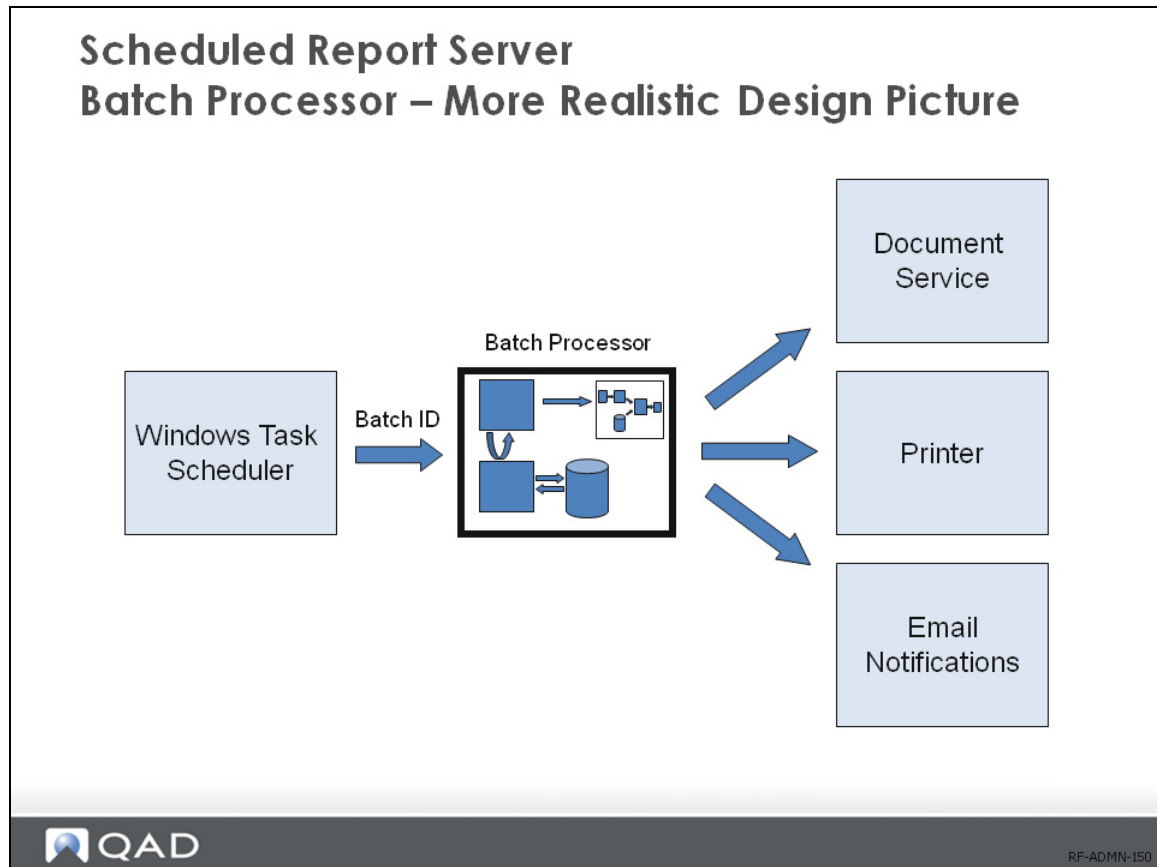 Scheduled Report Server
Batch Processor – More Realistic Design Picture
Document
Service
Batch Processor
Batch ID
Windows Task
Scheduler
Printer
Email
Notifications
QAD
RF-ADMN-150